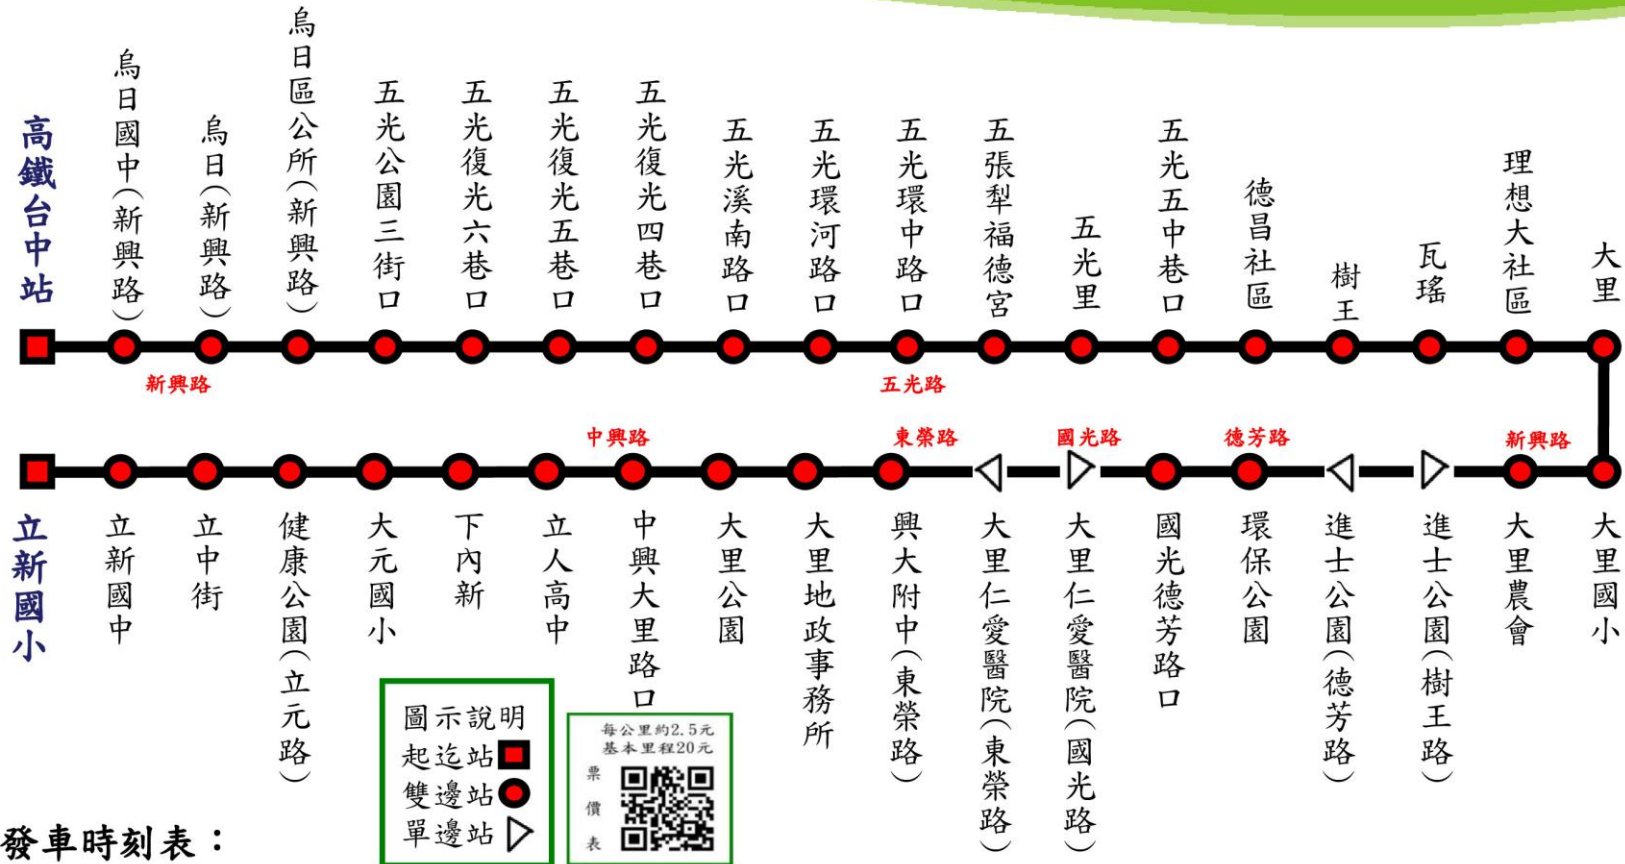 高鐵台中站
烏日國中(新興路)
烏日(新興路)
烏日區公所(新興路)
五光公園三街口
五光復光六巷口
五光復光五巷口
五光復光四巷口
五光溪南路口
五光環河路口
五光環中路口
五張犁福德宮
五光里
五光五中巷口
德昌社區
樹王
瓦瑤
理想大社區
大里
新興路
五光路
中興路
東榮路
國光路
德芳路
新興路
立新國小
立新國中
立中街
健康公園(立元路)
大元國小
下內新
立人高中
中興大里路口
大里公園
大里地政事務所
興大附中(東榮路)
大里仁愛醫院(東榮路)
大里仁愛醫院(國光路)
國光德芳路口
環保公園
進士公園(德芳路)
進士公園(樹王路)
大里農會
大里國小
圖示說明
起迄站
雙邊站
單邊站
每公里約2.5元
基本里程20元
票價表
發車時刻表：